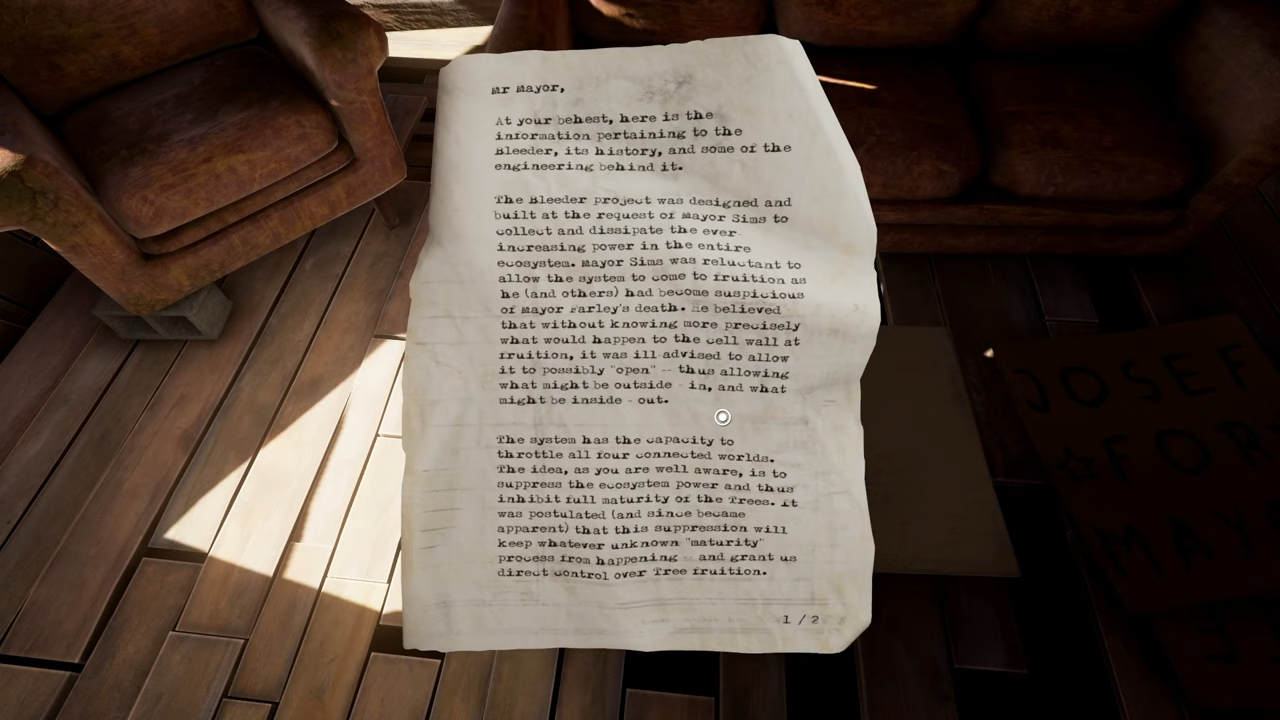 Mr Mayor,
At your behest, here is the
information pertaining to the
Bleeder, its history, and some of the
engineering behind it.
The Bleeder project was designed and
built at the request of Mayor Sims to
collect and dissipate the ever-
increasing power in the entire
ecosystem. Mayor Sims was reluctant to
allow the system to come to fruition as
he (and others) had become suspicious
of Mayor Farley's death. He believed
that without knowing more precisely
what would happen to the cell wall at
fruition, it was ill-advised to allow
it to possibly "open" -- thus allowing
what might be outside - in, and what
might be inside - out.
The system has the capacity to
throttle all four connected worlds.
The idea, as you are well aware, is to
suppress the ecosystem power and thus
inhibit full maturity of the Trees. It
was postulated (and since became
apparent) that this suppression will
keep whatever unknown "maturity"
process from happening -- and grant us
direct control over Tree fruition.
1 / 2
JOSEF
☆FOR
MAY
J